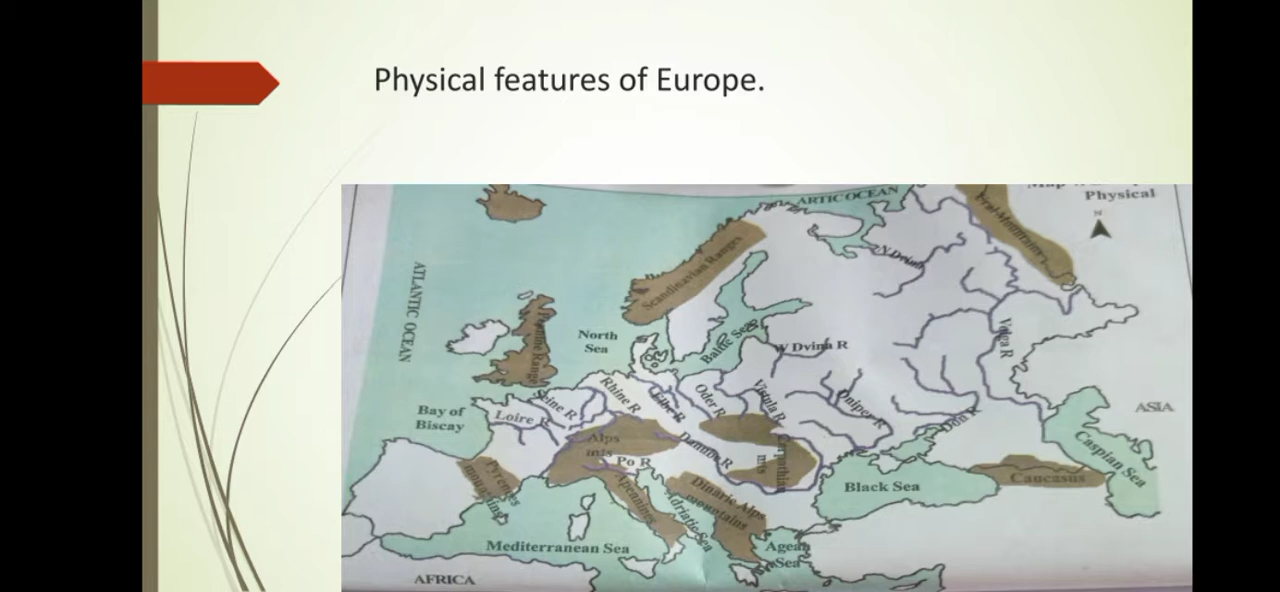 Physical features of Europe.
Physical
N
ARTIC OCEAN
Ural Mountains
Scandinavian Ranges
N Dvina
ATLANTIC OCEAN
North
Sea
Baltic Sea
Pennine Range
W Dvina R
Volga R
Bay of
Biscay
Seine R
Loire R
Rhine R
Elbe R
Oder R
Vistula R
Dniper R
Don R
ASIA
Caspian Sea
Alps
mts
Po R
Danube R
Carpathian
mts
Pyrenees
mountains
Apennines
Adriatic Sea
Dinaric Alps
mountains
Black Sea
Caucasus
Mediterranean Sea
Agean
Sea
AFRICA